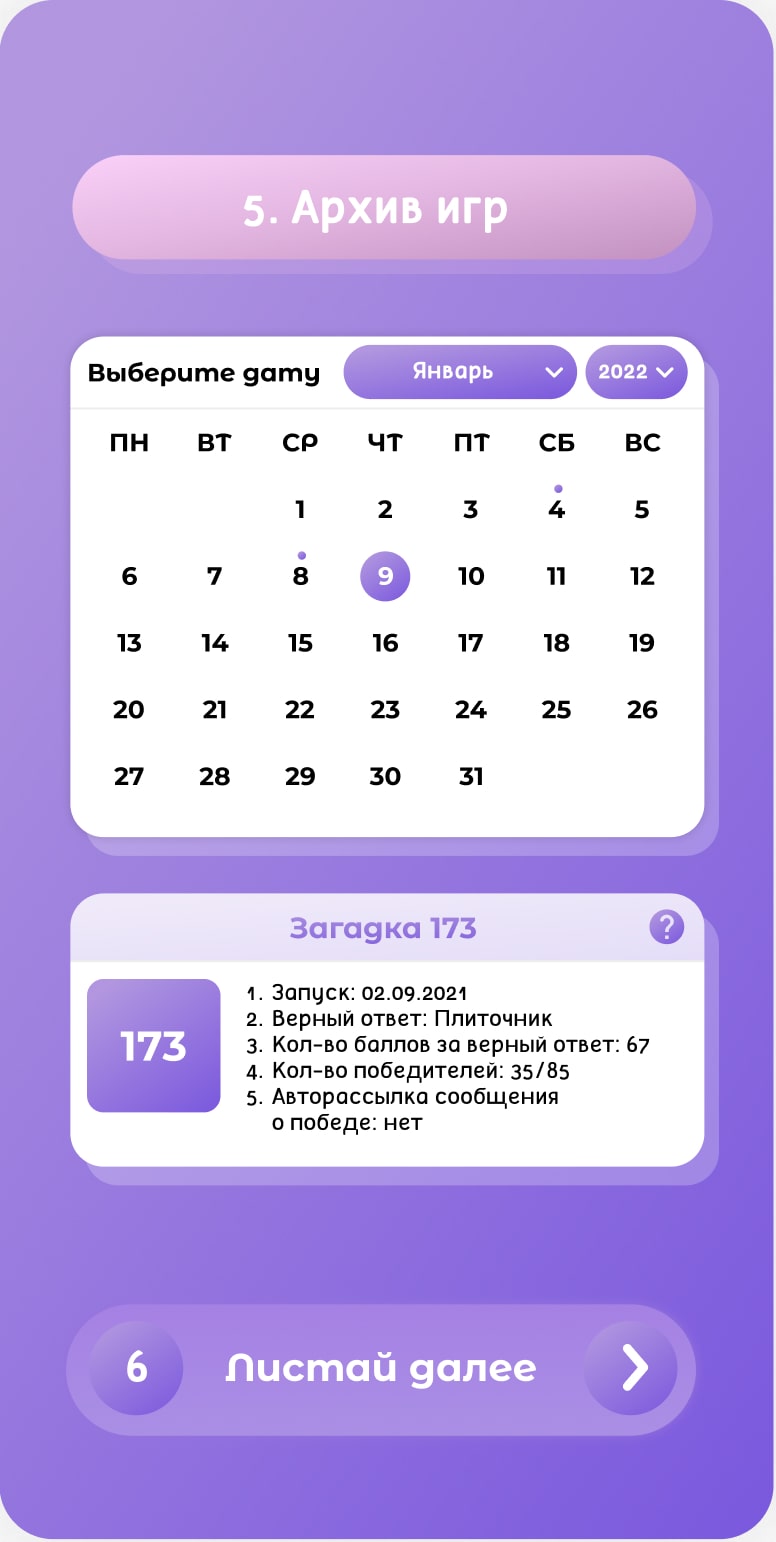 5. Архив игр
Выберите дату Январь 2022
ПН ВТ СР ЧТ ПТ СБ ВС
1 2 3 4 5
6 7 8 9 10 11 12
13 14 15 16 17 18 19
20 21 22 23 24 25 26
27 28 29 30 31
Загадка 173 ?
173
1. Запуск: 02.09.2021
2. Верный ответ: Плиточник
3. Кол-во баллов за верный ответ: 67
4. Кол-во победителей: 35/85
5. Авторассылка сообщения
о победе: нет
6 Листай далее